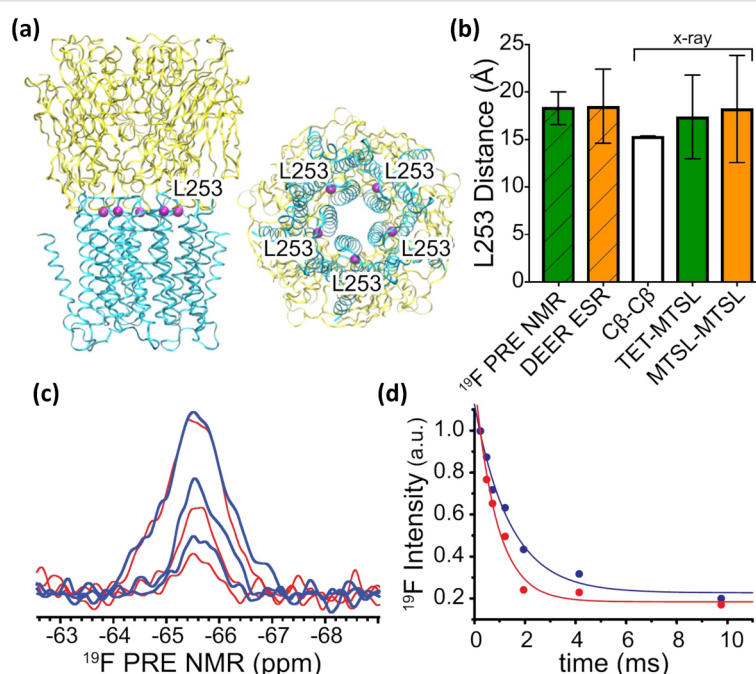 (a)
L253
L253
L253
L253
L253
L253
(b)
x-ray
25
20
15
10
5
0
L253 Distance (Å)
¹⁹F PRE NMR
DEER ESR
Cβ-Cβ
TET-MTSL
MTSL-MTSL
(c)
-63 -64 -65 -66 -67 -68
¹⁹F PRE NMR (ppm)
(d)
1.0
0.8
0.6
0.4
0.2
¹⁹F Intensity (a.u.)
0 2 4 6 8 10
time (ms)